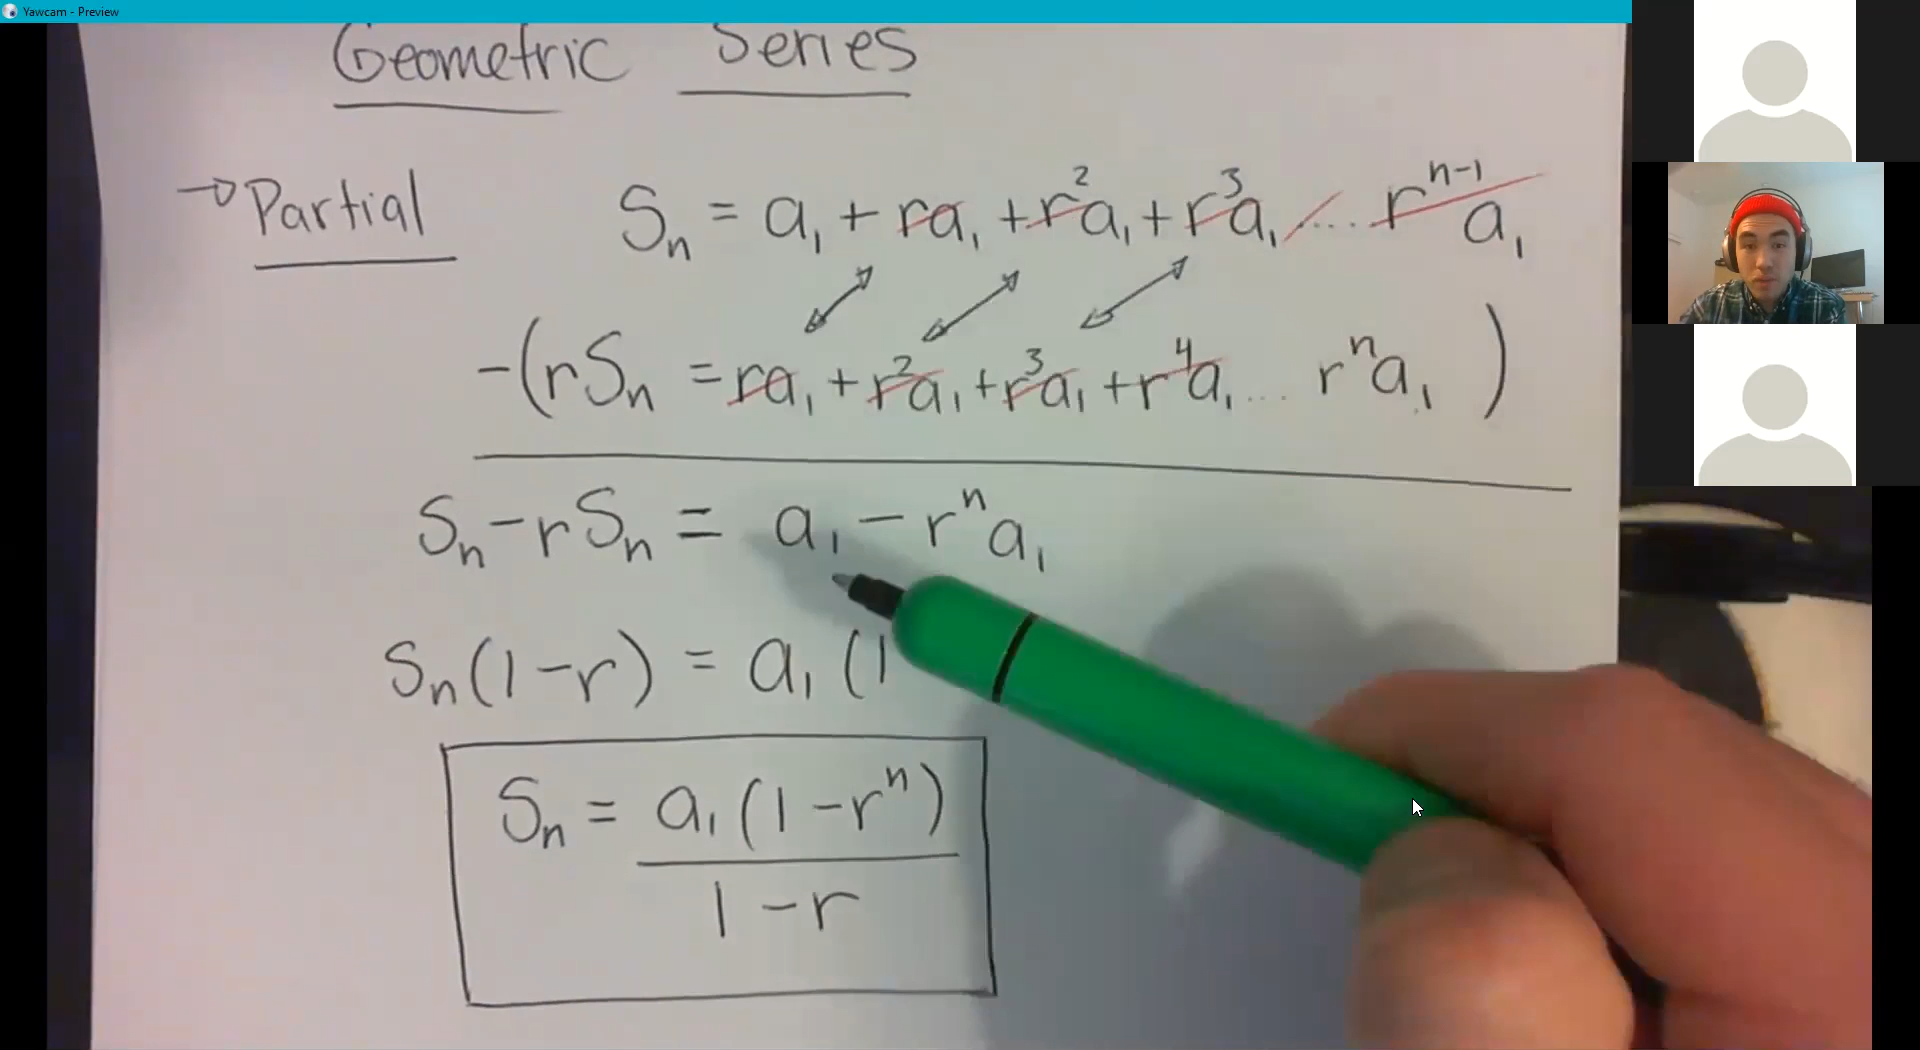 Yawcam - Preview
Geometric Series
→ Partial
Sₙ = a₁ + ra₁ + r²a₁ + r³a₁ .... rⁿ⁻¹a₁
-(rSₙ = ra₁ + r²a₁ + r³a₁ + r⁴a₁ ... rⁿa₁ )
Sₙ - rSₙ = a₁ - rⁿa₁
Sₙ(1-r) = a₁ (1
Sₙ = a₁ (1-rⁿ)
1-r